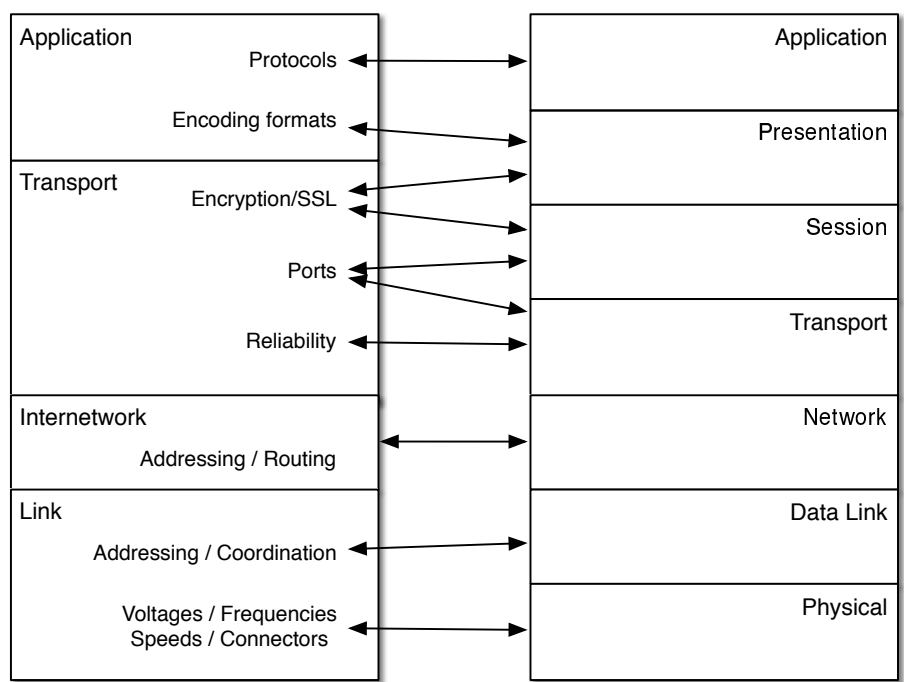 Application
Protocols
Encoding formats
Transport
Encryption/SSL
Ports
Reliability
Internetwork
Addressing / Routing
Link
Addressing / Coordination
Voltages / Frequencies
Speeds / Connectors
Application
Presentation
Session
Transport
Network
Data Link
Physical